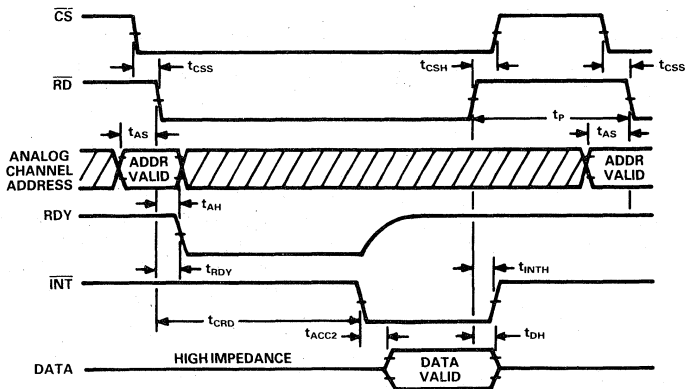 CS
tCSS
tCSH
tCSS
RD
tAS
tP
tAS
ANALOG
CHANNEL
ADDRESS
ADDR
VALID
ADDR
VALID
tAH
RDY
tRDY
tINTH
INT
tCRD
tACC2
tDH
DATA
HIGH IMPEDANCE
DATA
VALID